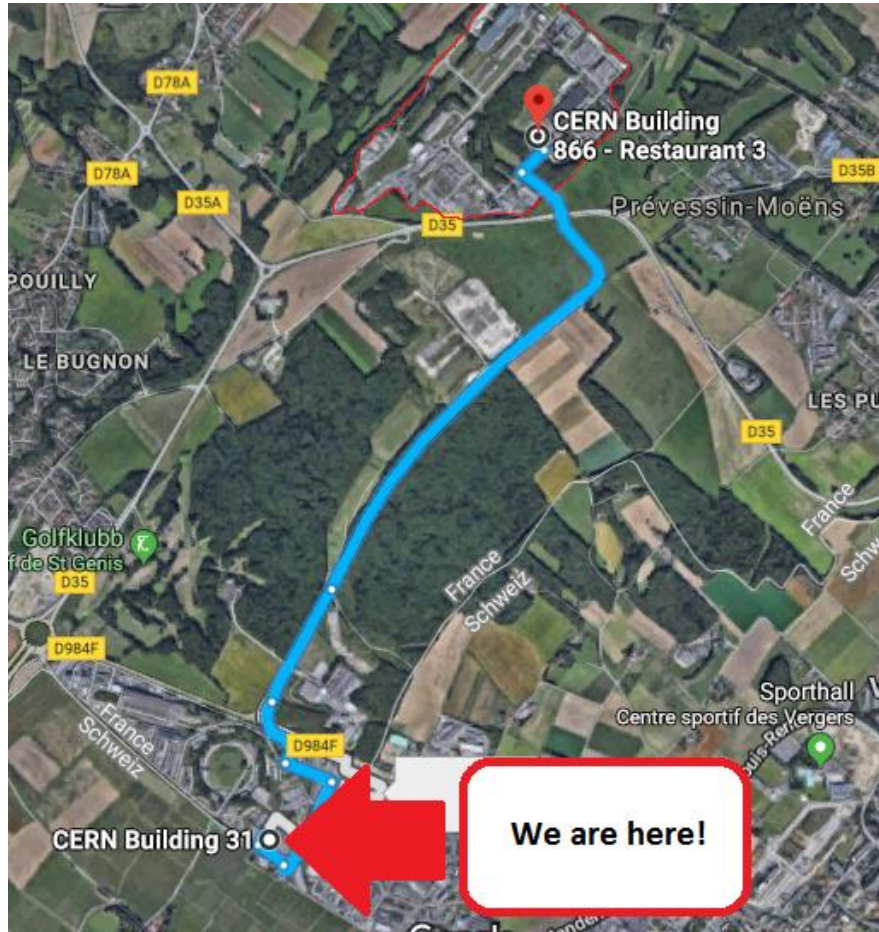 D78A
CERN Building
866 - Restaurant 3
D78A
D35B
D35A
Prévessin-Moëns
D35
POUILLY
LE BUGNON
LES PU
D35
France
Schw
Golfklubb
f de St Genis
D35
France
Schweiz
D984F
Sporthall
Centre sportif des Vergers
France
Schweiz
D984F
We are here!
CERN Building 31